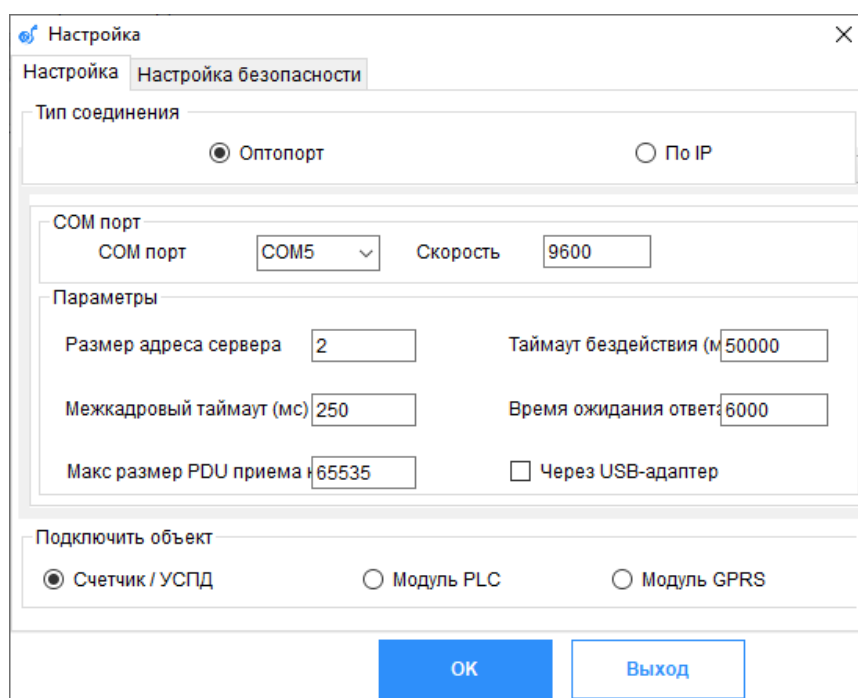 Настройка
Настройка Настройка безопасности
Тип соединения
Оптопорт По IP
COM порт
COM порт COM5 Скорость 9600
Параметры
Размер адреса сервера 2 Таймаут бездействия (м 50000
Межкадровый таймаут (мс) 250 Время ожидания ответа 6000
Макс размер PDU приема 65535 Через USB-адаптер
Подключить объект
Счетчик / УСПД Модуль PLC Модуль GPRS
OK Выход